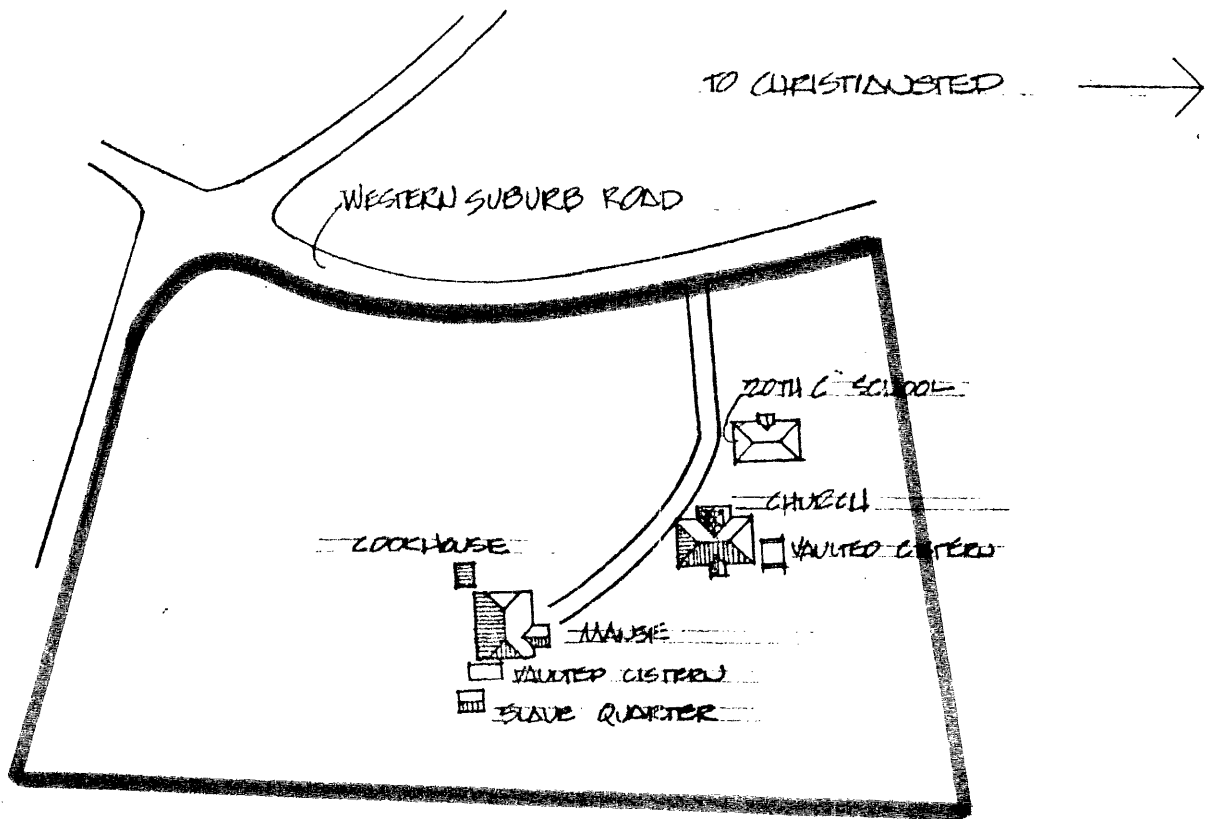 TO CHRISTIANSTED
WESTERN SUBURB ROAD
20TH C SCHOOL
CHURCH
COOKHOUSE
VAULTED CISTERN
MANSE
VAULTED CISTERN
SLAVE QUARTER